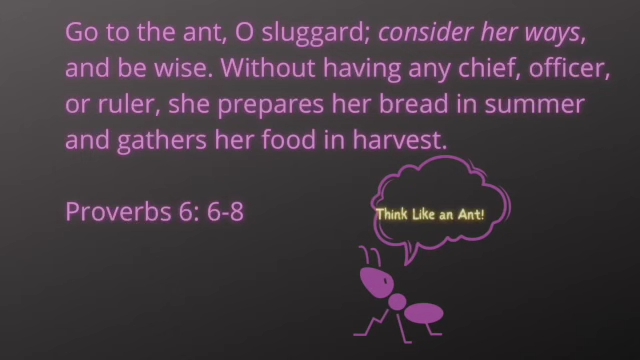 Go to the ant, O sluggard; consider her ways,
and be wise. Without having any chief, officer,
or ruler, she prepares her bread in summer
and gathers her food in harvest.
Proverbs 6: 6-8
Think Like an Ant!